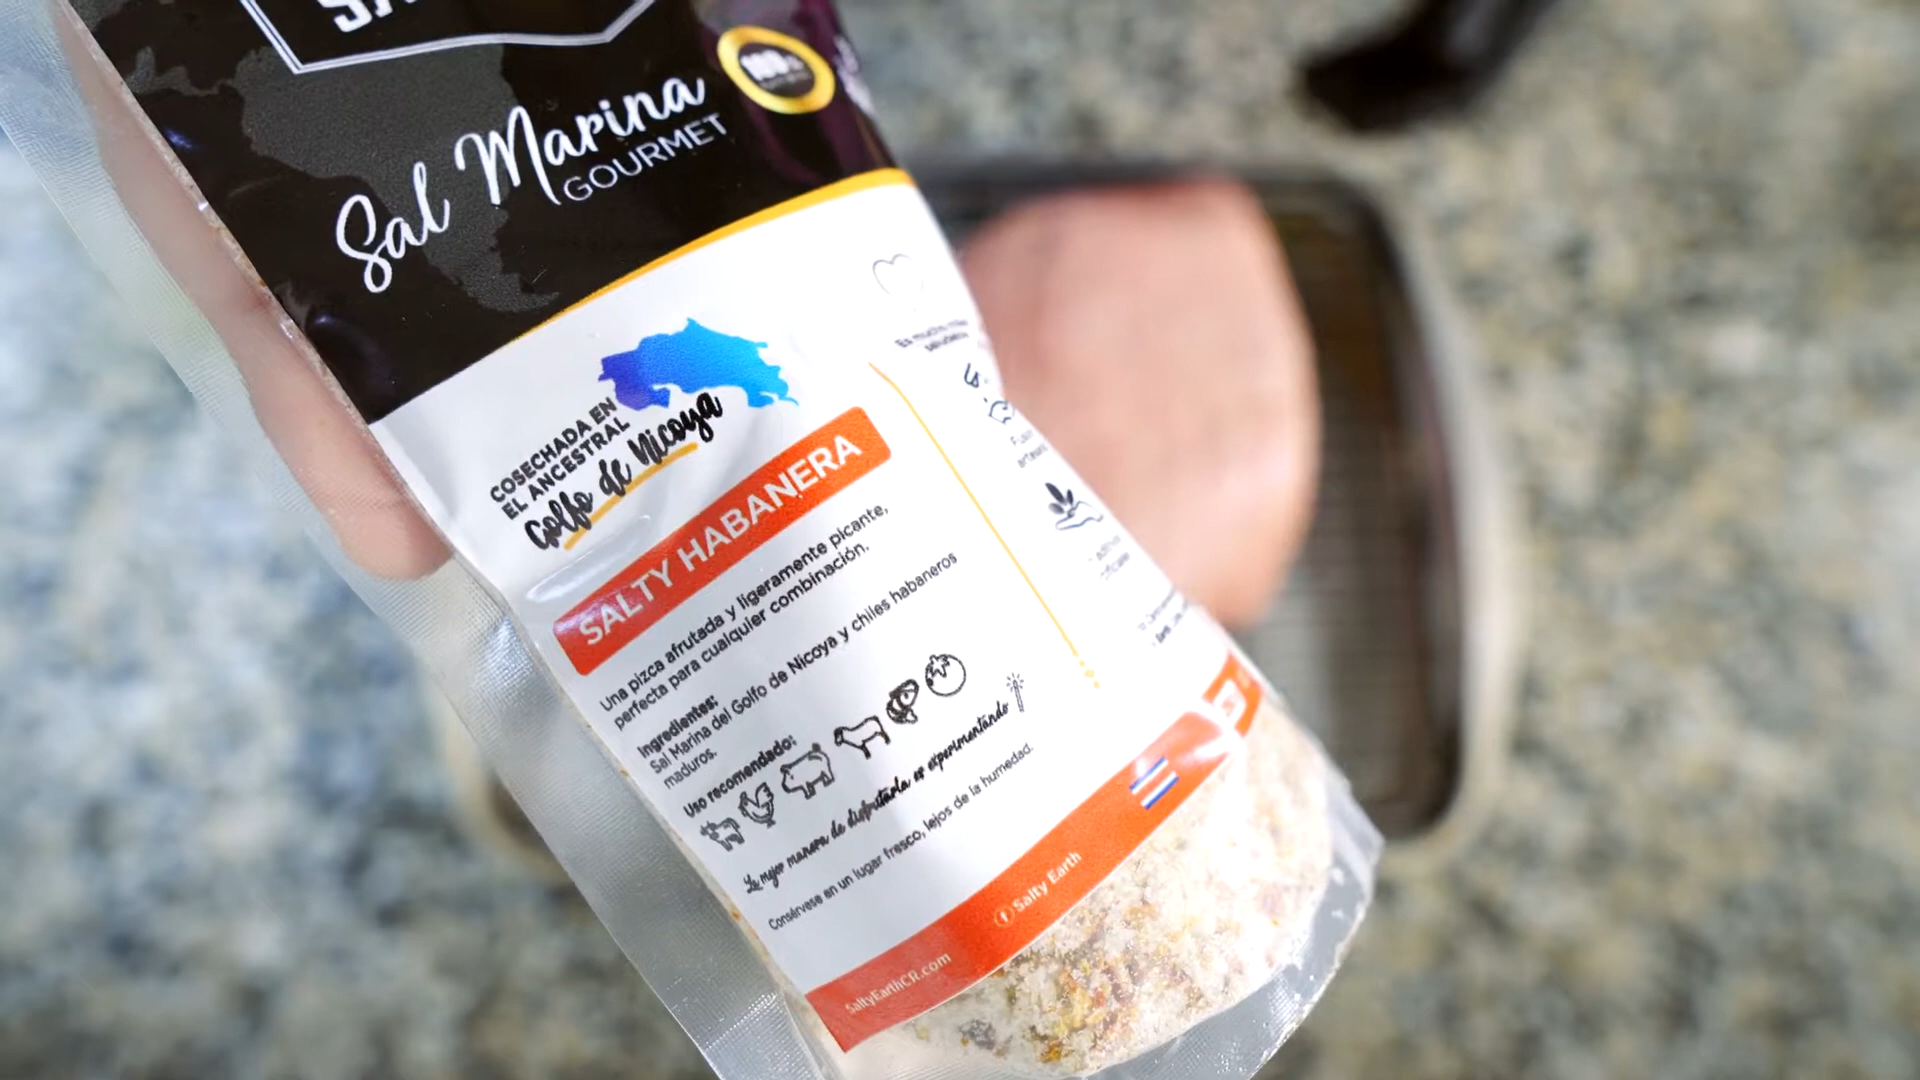 Sal Marina
GOURMET
COSECHADA EN
EL ANCESTRAL
Golfo de Nicoya
SALTY HABANERA
Una pizca afrutada y ligeramente picante,
perfecta para cualquier combinación.
Ingredientes:
Sal Marina del Golfo de Nicoya y chiles habaneros
maduros.
Uso recomendado:
La mejor manera de disfrutarla es experimentando
Consérvese en un lugar fresco, lejos de la humedad.
SaltyEarthCR.com
Salty Earth